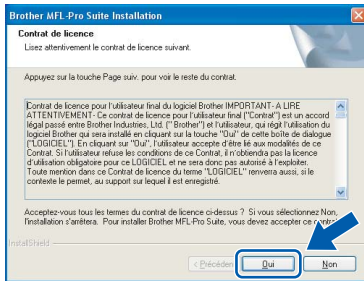 Brother MFL-Pro Suite Installation
Contrat de licence
Lisez attentivement le contrat de licence suivant.
Appuyez sur la touche Page suiv. pour voir le reste du contrat.
Contrat de licence pour l'utilisateur final du logiciel Brother IMPORTANT- A LIRE
ATTENTIVEMENT- Ce contrat de licence pour l'utilisateur final ("Contrat") est un accord
légal passé entre Brother Industries, Ltd. (" Brother") et l'utilisateur, qui régit l'utilisation du
logiciel Brother qui sera installé en cliquant sur la touche "Oui" de cette boîte de dialogue
("LOGICIEL"). En cliquant sur "Oui", l'utilisateur accepte d'être lié aux modalités de ce
Contrat. Si l'utilisateur refuse les conditions de ce Contrat, il n'obtiendra pas la licence
d'utilisation obligatoire pour ce LOGICIEL et ne sera donc pas autorisé à l'exploiter.
Toute mention dans ce Contrat de licence du terme "LOGICIEL" renverra aussi, si le
contexte le permet, au support sur lequel il est enregistré.
Acceptez-vous tous les termes du contrat de licence ci-dessus ? Si vous sélectionnez Non,
l'installation s'arrêtera. Pour installer Brother MFL-Pro Suite, vous devez accepter ce
InstallShield
< Précéden
Oui
Non